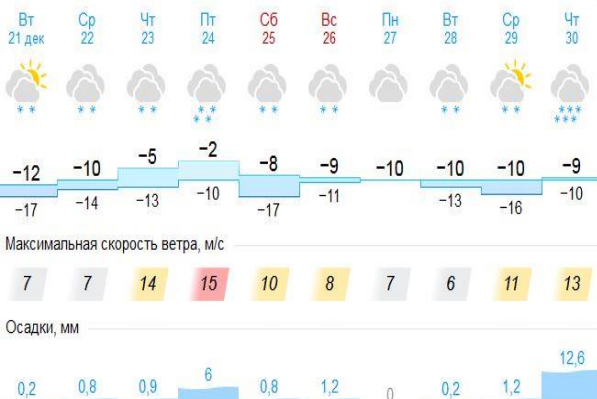 Вт Ср Чт Пт Сб Вс Пн Вт Ср Чт
21 дек 22 23 24 25 26 27 28 29 30
−12 −10 −5 −2 −8 −9 −10 −10 −10 −9
−17 −14 −13 −10 −17 −11 −13 −16 −10
Максимальная скорость ветра, м/с
7 7 14 15 10 8 7 6 11 13
Осадки, мм
0,2 0,8 0,9 6 0,8 1,2 0 0,2 1,2 12,6